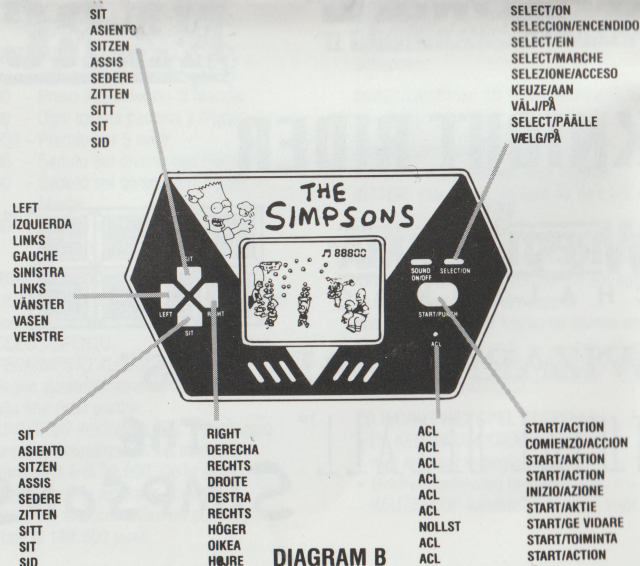 SIT
ASIENTO
SITZEN
ASSIS
SEDERE
ZITTEN
SITT
SIT
SID
SELECT/ON
SELECCION/ENCENDIDO
SELECT/EIN
SELECT/MARCHE
SELEZIONE/ACCESO
KEUZE/AAN
VÄLJ/PÅ
SELECT/PÄÄLLE
VÆLG/PÅ
LEFT
IZQUIERDA
LINKS
GAUCHE
SINISTRA
LINKS
VÄNSTER
VASEN
VENSTRE
THE
SIMPSONS
88800
SIT
LEFT
RIGHT
SIT
SOUND
ON/OFF
SELECTION
START/PUNCH
ACL
SIT
ASIENTO
SITZEN
ASSIS
SEDERE
ZITTEN
SITT
SIT
SID
RIGHT
DERECHA
RECHTS
DROITE
DESTRA
RECHTS
HÖGER
OIKEA
HØJRE
DIAGRAM B
ACL
ACL
ACL
ACL
ACL
ACL
NOLLST
ACL
ACL
START/ACTION
COMIENZO/ACCION
START/AKTION
START/ACTION
INIZIO/AZIONE
START/AKTIE
START/GE VIDARE
START/TOIMINTA
START/ACTION